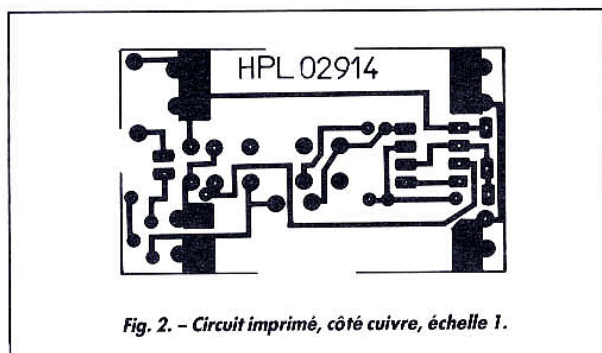 HPL 02914
Fig. 2. – Circuit imprimé, côté cuivre, échelle 1.